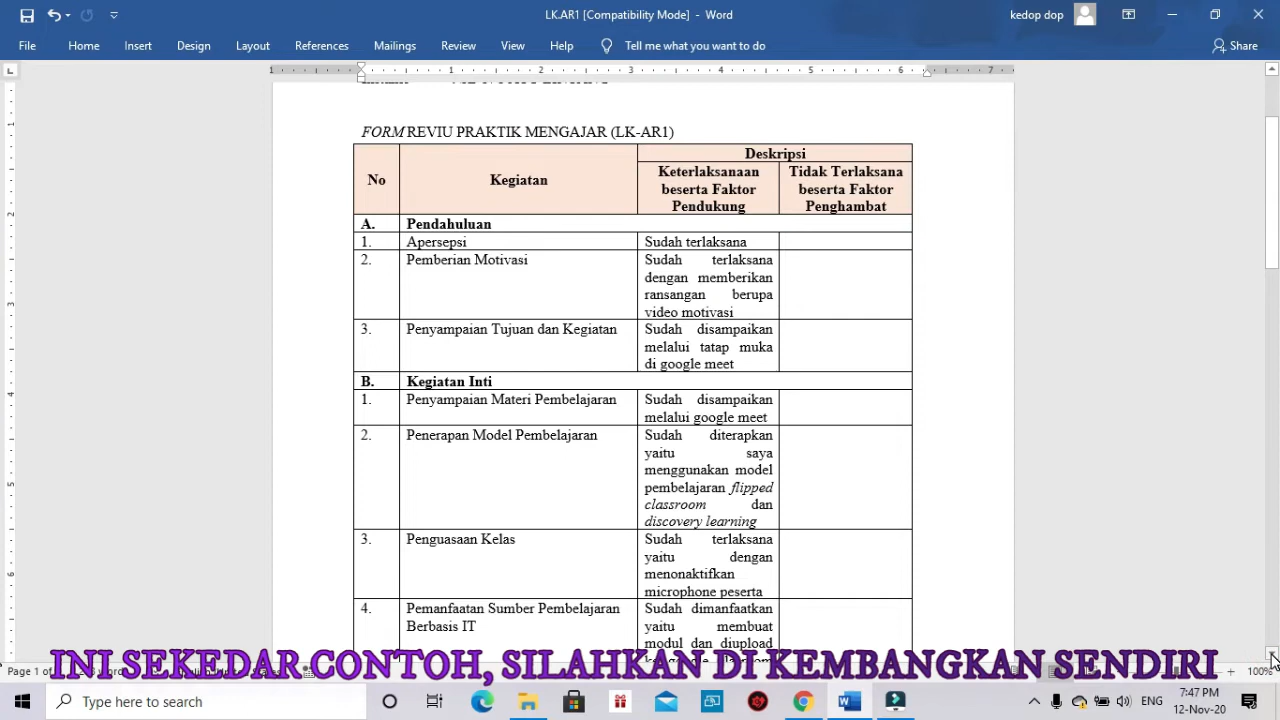 LK.AR1 [Compatibility Mode] - Word
kedop dop
File Home Insert Design Layout References Mailings Review View Help Tell me what you want to do Share
FORM REVIU PRAKTIK MENGAJAR (LK-AR1)
No
Kegiatan
Deskripsi
Keterlaksanaan
beserta Faktor
Pendukung
Tidak Terlaksana
beserta Faktor
Penghambat
A. Pendahuluan
1. Apersepsi
Sudah terlaksana
2. Pemberian Motivasi
Sudah terlaksana
dengan memberikan
ransangan berupa
video motivasi
3. Penyampaian Tujuan dan Kegiatan
Sudah disampaikan
melalui tatap muka
di google meet
B. Kegiatan Inti
1. Penyampaian Materi Pembelajaran
Sudah disampaikan
melalui google meet
2. Penerapan Model Pembelajaran
Sudah diterapkan
yaitu saya
menggunakan model
pembelajaran flipped
classroom dan
discovery learning
3. Penguasaan Kelas
Sudah terlaksana
yaitu dengan
menonaktifkan
microphone peserta
4. Pemanfaatan Sumber Pembelajaran
Berbasis IT
Sudah dimanfaatkan
yaitu membuat
modul dan diupload
INI SEKEDAR CONTOH, SILAHKAN DI KEMBANGKAN SENDIRI
Page 1 of
100%
Type here to search
ENG
7:47 PM
12-Nov-20